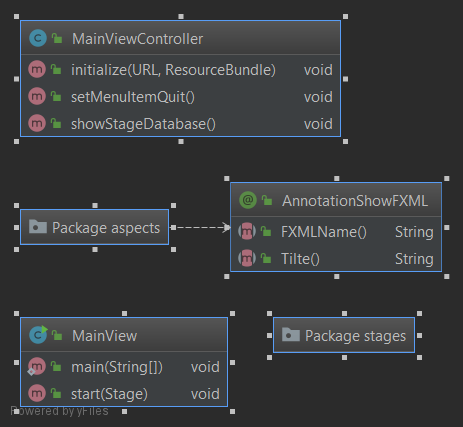 MainViewController
initialize(URL, ResourceBundle) void
setMenuItemQuit() void
showStageDatabase() void
Package aspects
AnnotationShowFXML
FXMLName() String
Tilte() String
MainView
main(String[]) void
start(Stage) void
Package stages
Powered by yFiles